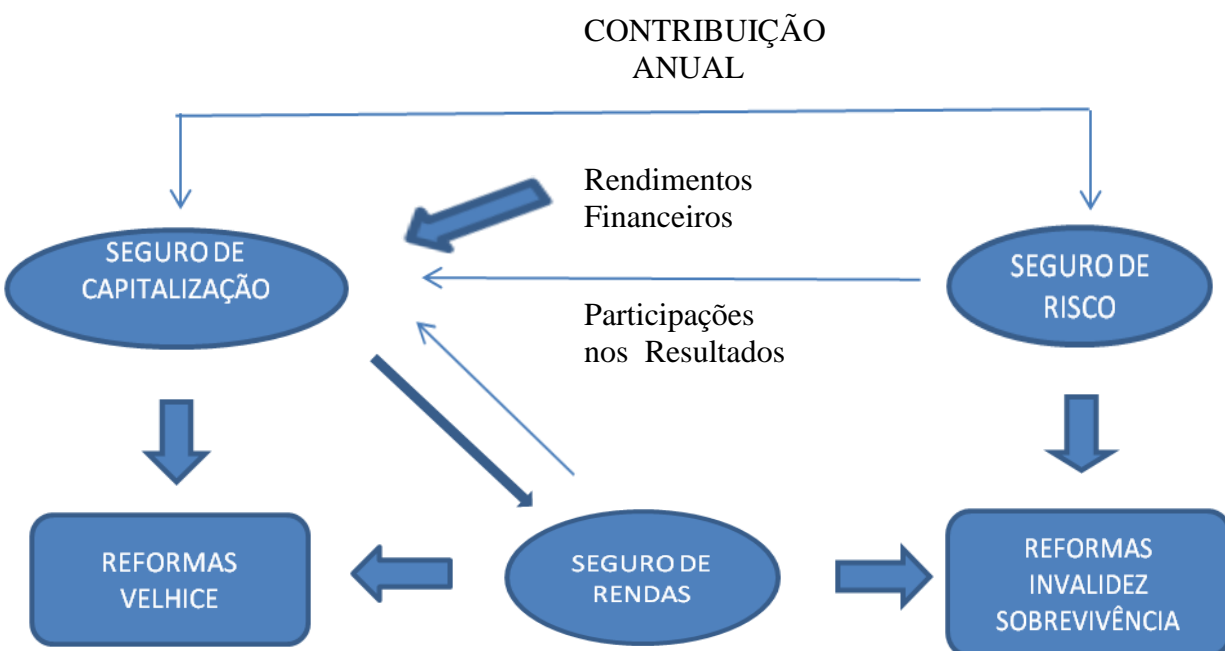 CONTRIBUIÇÃO
ANUAL
Rendimentos
Financeiros
SEGURO DE
CAPITALIZAÇÃO
SEGURO DE
RISCO
Participações
nos Resultados
REFORMAS
VELHICE
SEGURO DE
RENDAS
REFORMAS
INVALIDEZ
SOBREVIVÊNCIA